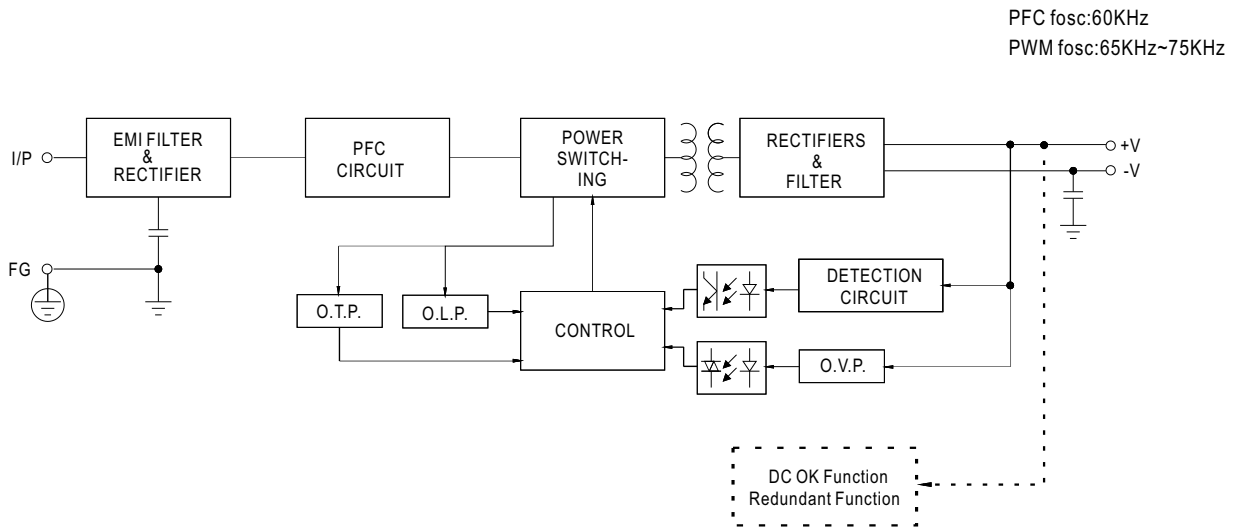 PFC fosc:60KHz
PWM fosc:65KHz~75KHz
I/P
EMI FILTER
&
RECTIFIER
PFC
CIRCUIT
POWER
SWITCH-
ING
RECTIFIERS
&
FILTER
+V
-V
FG
O.T.P.
O.L.P.
CONTROL
DETECTION
CIRCUIT
O.V.P.
DC OK Function
Redundant Function